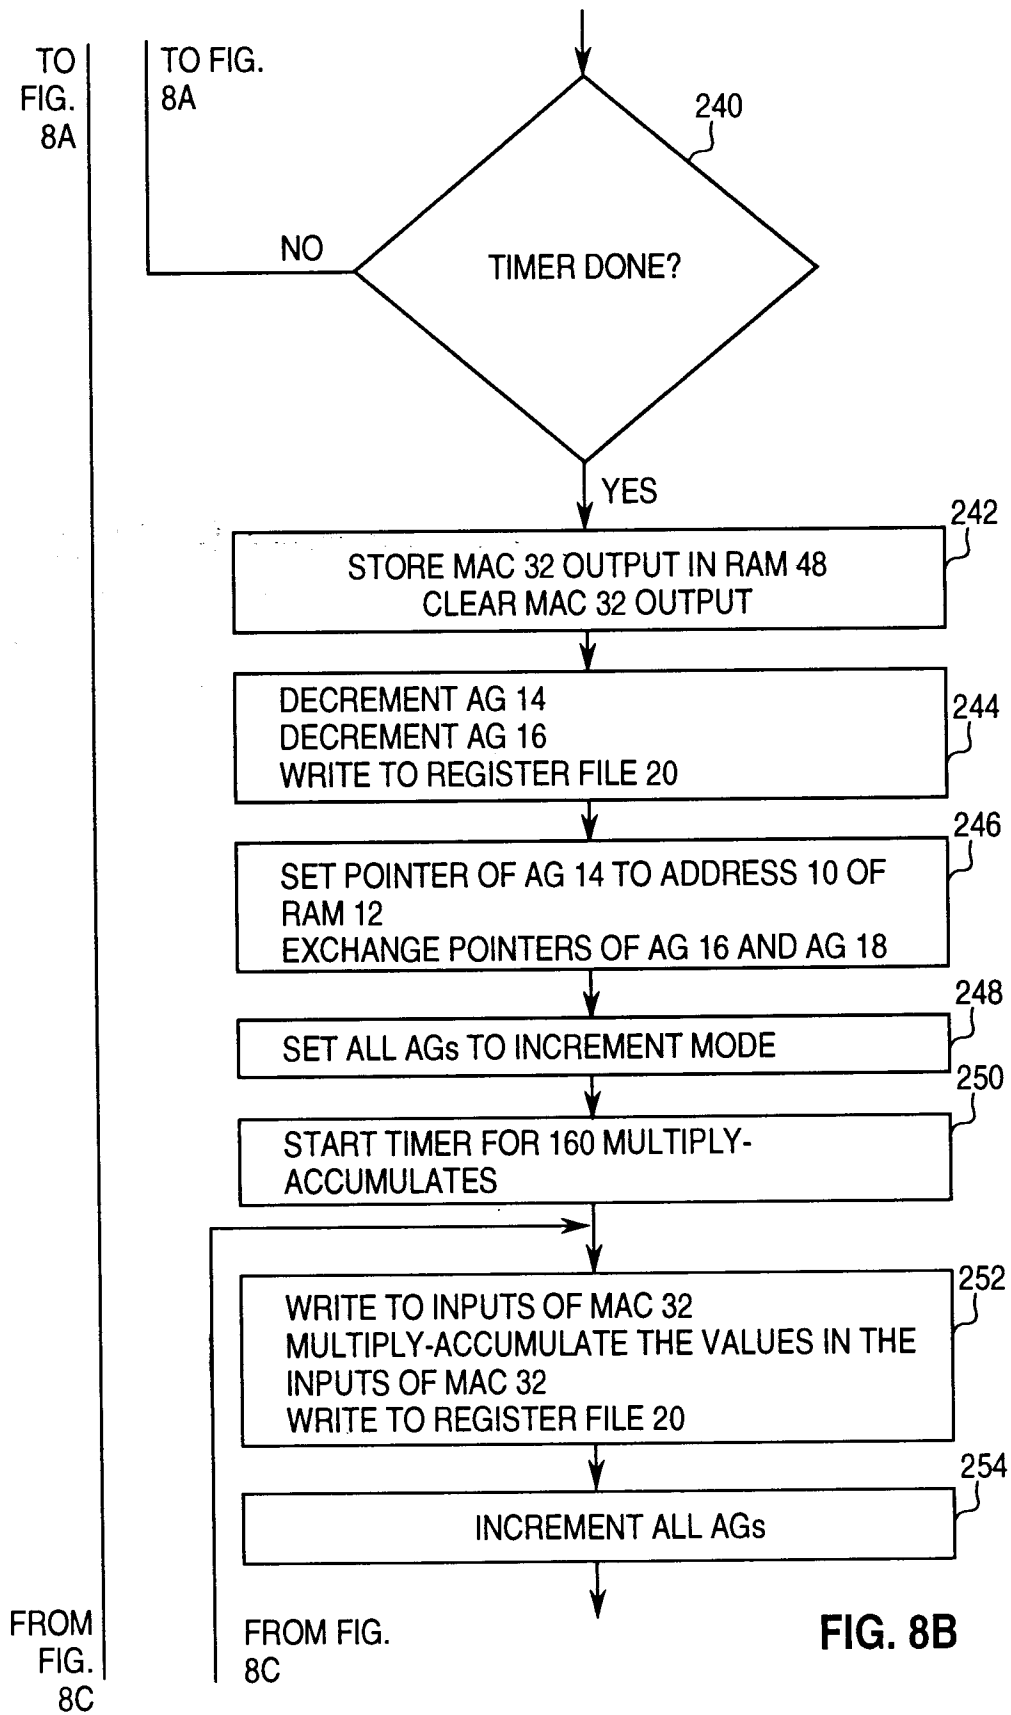 TO
FIG.
8A
TO FIG.
8A
240
NO
TIMER DONE?
YES
242
STORE MAC 32 OUTPUT IN RAM 48
CLEAR MAC 32 OUTPUT
244
DECREMENT AG 14
DECREMENT AG 16
WRITE TO REGISTER FILE 20
246
SET POINTER OF AG 14 TO ADDRESS 10 OF
RAM 12
EXCHANGE POINTERS OF AG 16 AND AG 18
248
SET ALL AGs TO INCREMENT MODE
250
START TIMER FOR 160 MULTIPLY-
ACCUMULATES
252
WRITE TO INPUTS OF MAC 32
MULTIPLY-ACCUMULATE THE VALUES IN THE
INPUTS OF MAC 32
WRITE TO REGISTER FILE 20
254
INCREMENT ALL AGs
FROM
FIG.
8C
FROM FIG.
8C
FIG. 8B